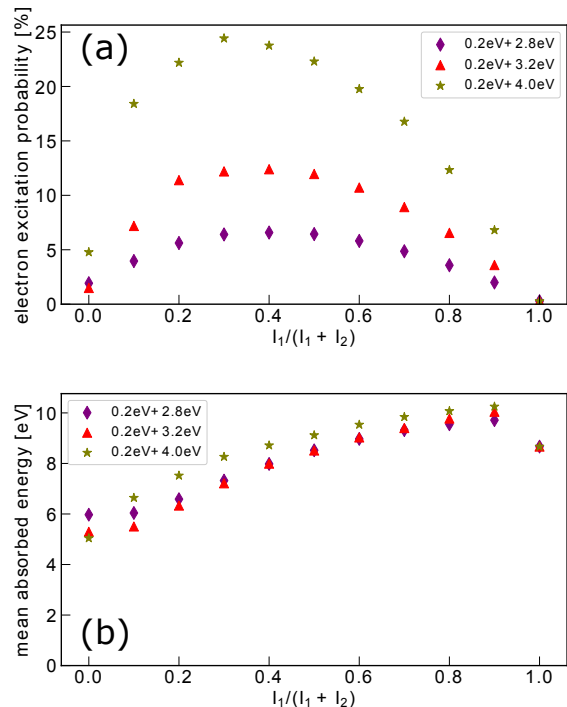 (a)
electron excitation probability [%]
25
20
15
10
5
0
0.2eV+ 2.8eV
0.2eV+ 3.2eV
0.2eV+ 4.0eV
0.0 0.2 0.4 0.6 0.8 1.0
I₁/(I₁ + I₂)
mean absorbed energy [eV]
10
8
6
4
2
0
0.2eV+ 2.8eV
0.2eV+ 3.2eV
0.2eV+ 4.0eV
(b)
0.0 0.2 0.4 0.6 0.8 1.0
I₁/(I₁ + I₂)